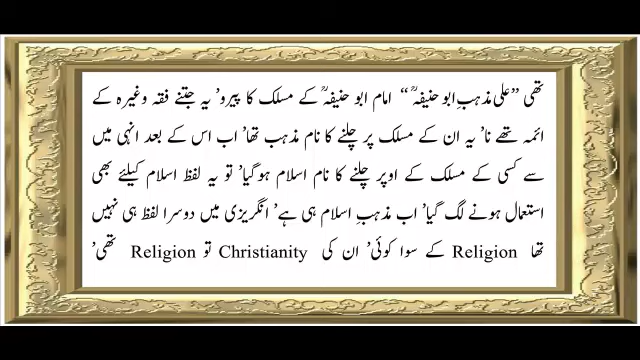 تھی ”علیٰ مذہبِ ابو حنیفہؒ“ امام ابو حنیفہؒ کے مسلک کا پیرو’ یہ جتنے فقہ وغیرہ کے
ائمہ تھے نا’ یہ ان کے مسلک پر چلنے کا نام مذہب تھا’ اب اس کے بعد انہی میں
سے کسی کے مسلک کے اوپر چلنے کا نام اسلام ہوگیا’ تو یہ لفظ اسلام کیلئے بھی
استعمال ہونے لگ گیا’ اب مذہبِ اسلام ہی ہے’ انگریزی میں دوسرا لفظ ہی نہیں
تھا Religion کے سوا کوئی’ ان کی Christianity تو Religion تھی’